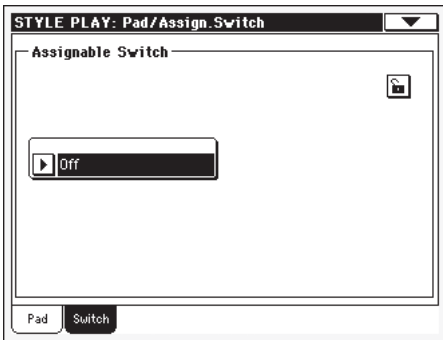 STYLE PLAY: Pad/Assign.Switch
Assignable Switch
Off
Pad Switch